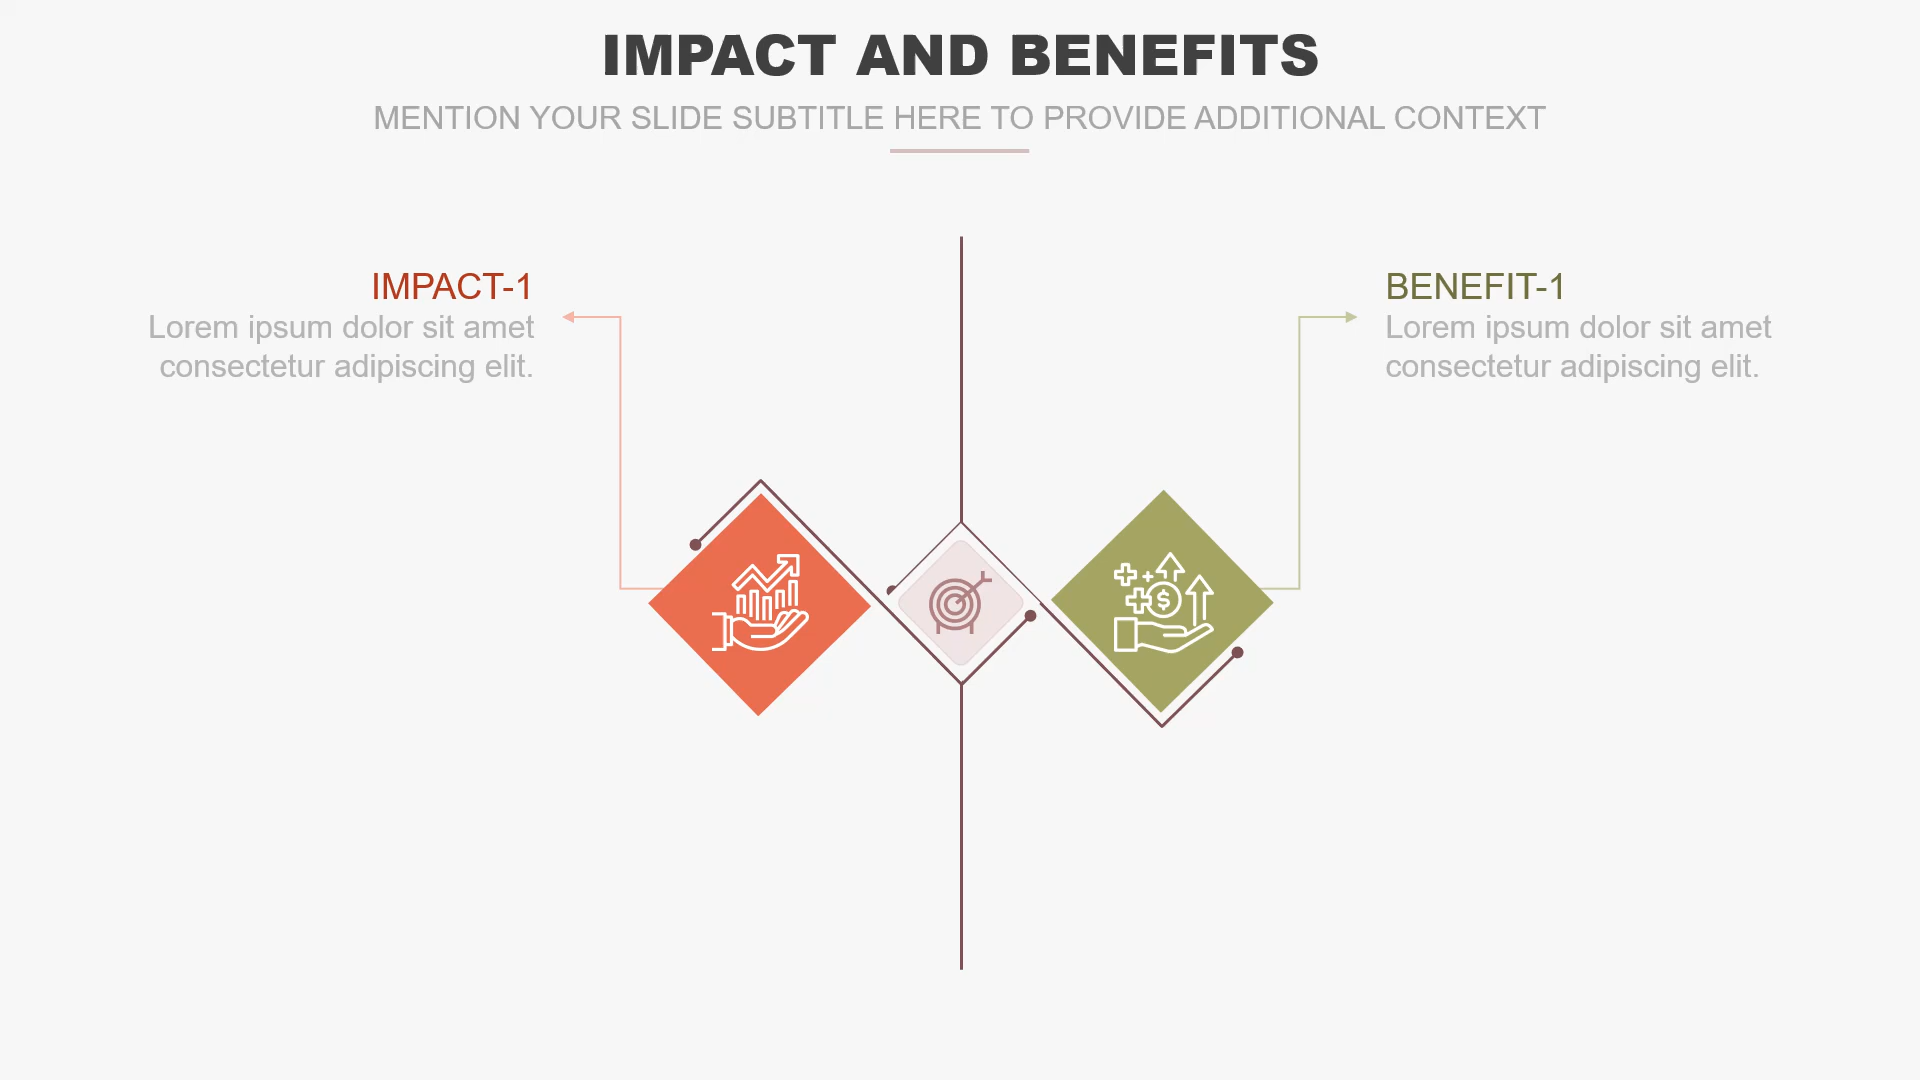 IMPACT AND BENEFITS
MENTION YOUR SLIDE SUBTITLE HERE TO PROVIDE ADDITIONAL CONTEXT
IMPACT-1
Lorem ipsum dolor sit amet
consectetur adipiscing elit.
BENEFIT-1
Lorem ipsum dolor sit amet
consectetur adipiscing elit.
$